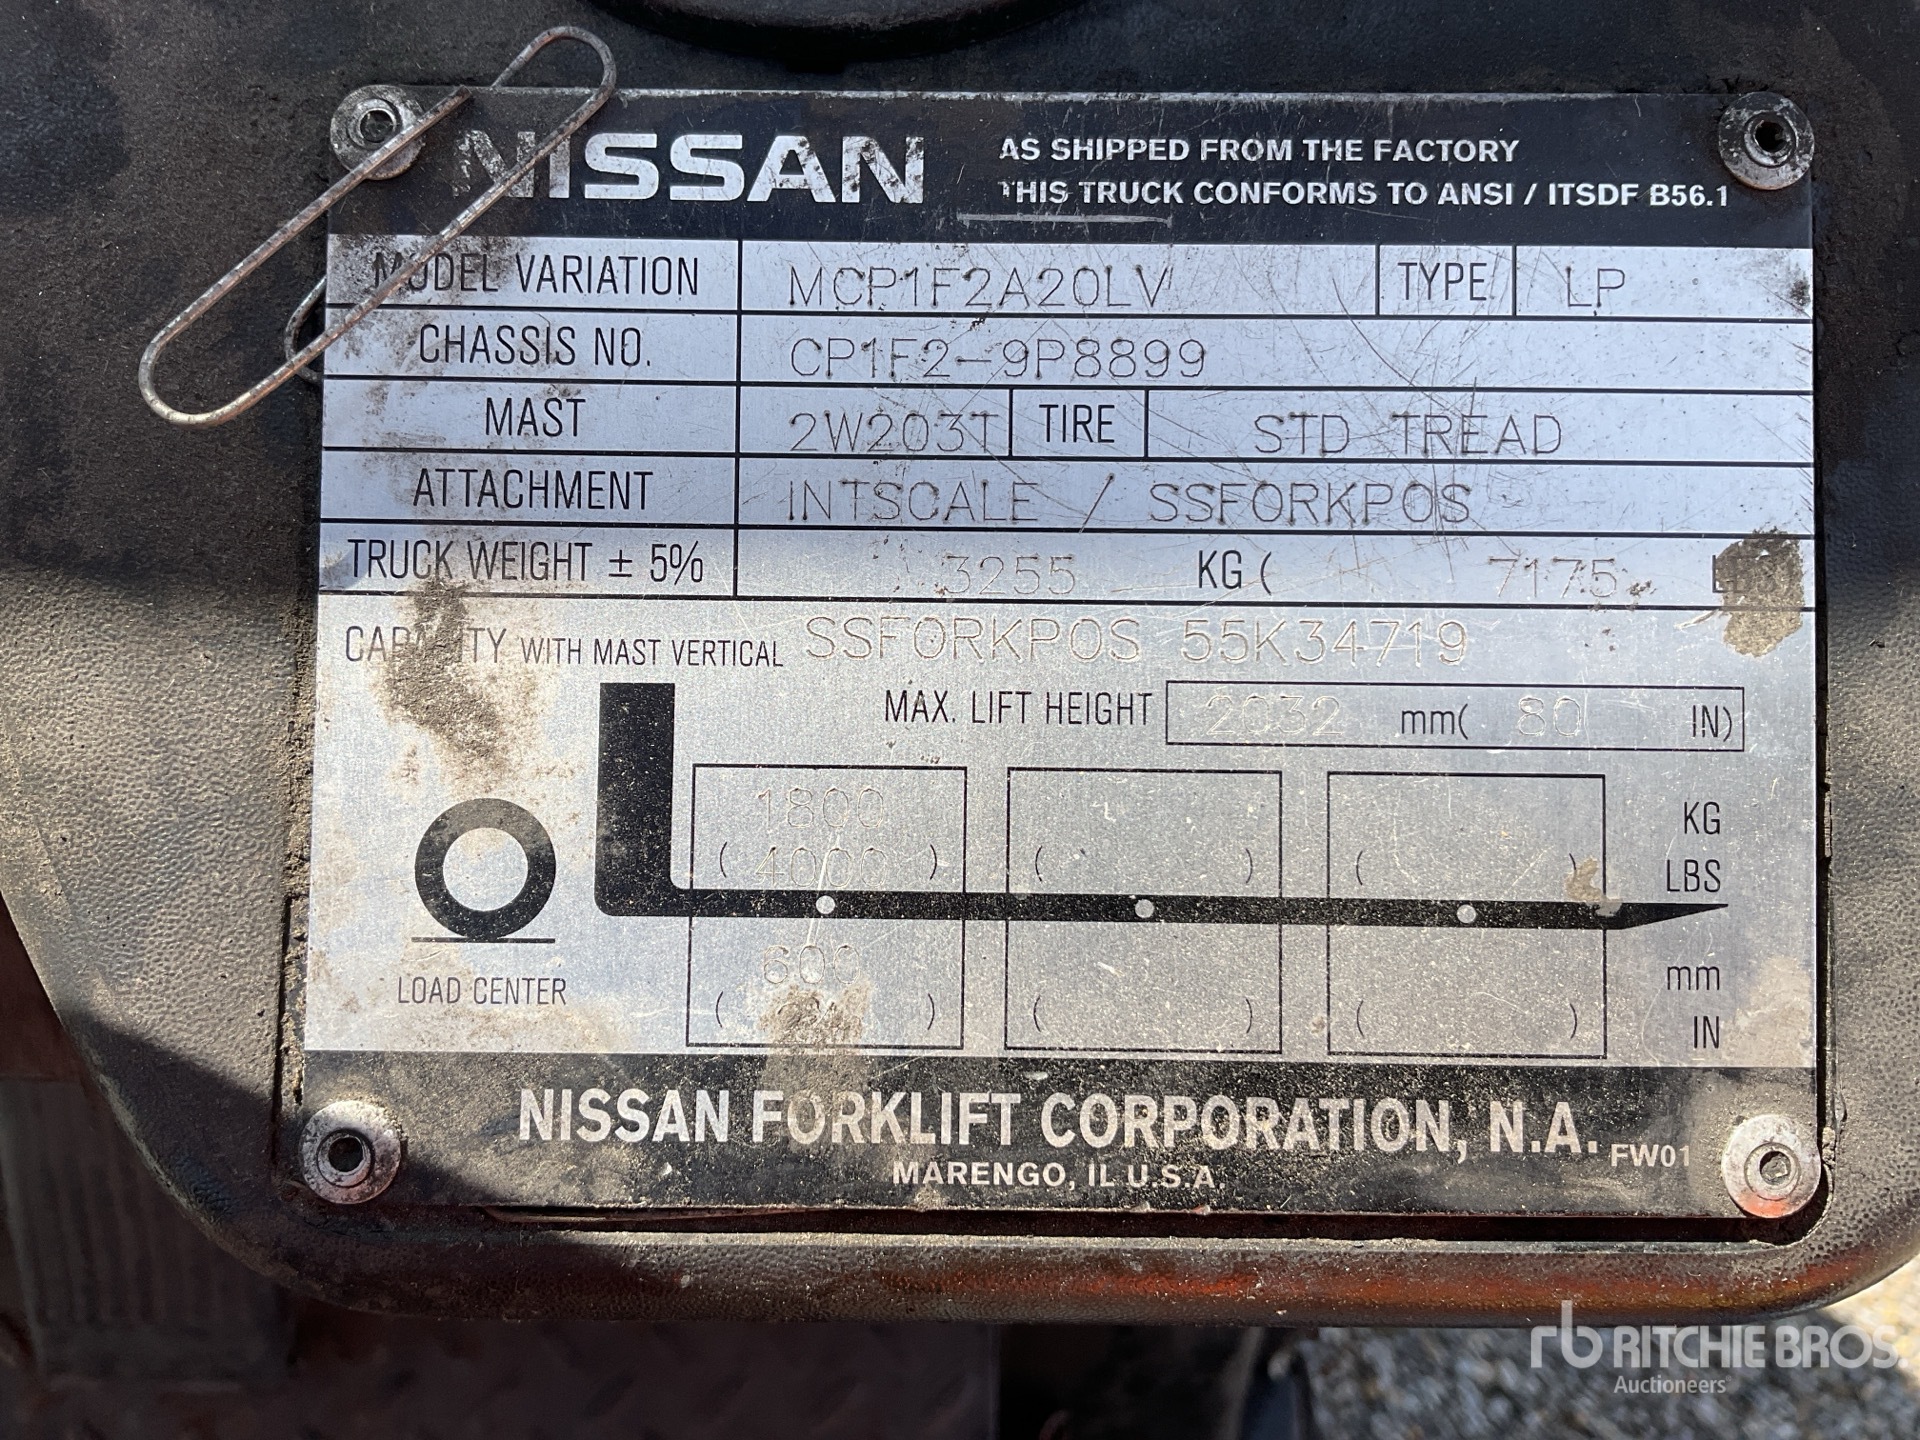 NISSAN
AS SHIPPED FROM THE FACTORY
THIS TRUCK CONFORMS TO ANSI / ITSDF B56.1
MODEL VARIATION MCP1F2A20LV TYPE LP
CHASSIS NO. CP1F2-9P8899
MAST 2W203T TIRE STD TREAD
ATTACHMENT INTSCALE / SSFORKPOS
TRUCK WEIGHT ± 5% 3255 KG ( 7175
CAPACITY WITH MAST VERTICAL SSFORKPOS 55K34719
MAX. LIFT HEIGHT 2032 mm( 80 IN)
1800 KG
( 4000 ) ( ) ( ) LBS
600 mm
LOAD CENTER ( ) ( ) ( ) IN
NISSAN FORKLIFT CORPORATION, N.A. FW01
MARENGO, IL U.S.A.
rb RITCHIE BROS.
Auctioneers